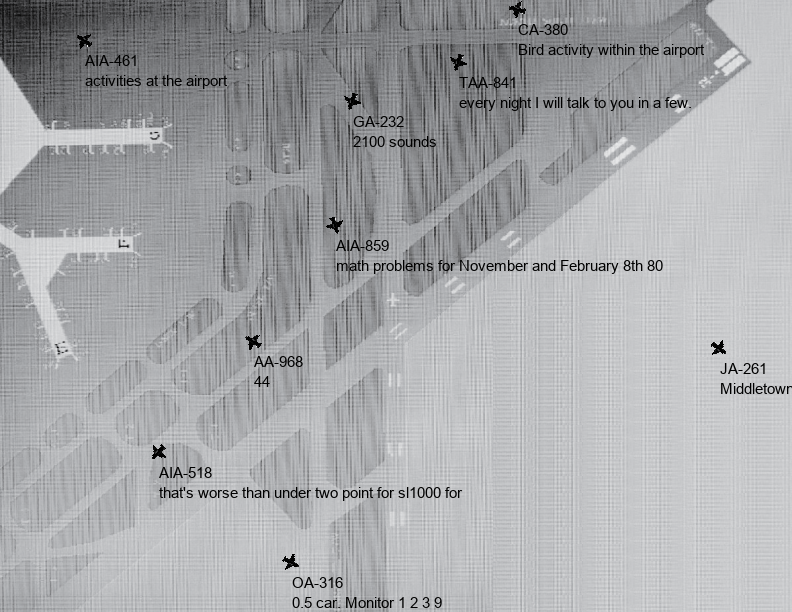 CA-380
Bird activity within the airport
AIA-461
activities at the airport
TAA-841
every night I will talk to you in a few.
GA-232
2100 sounds
AIA-859
math problems for November and February 8th 80
AA-968
44
JA-261
Middletown
AIA-518
that's worse than under two point for sl1000 for
OA-316
0.5 car. Monitor 1 2 3 9